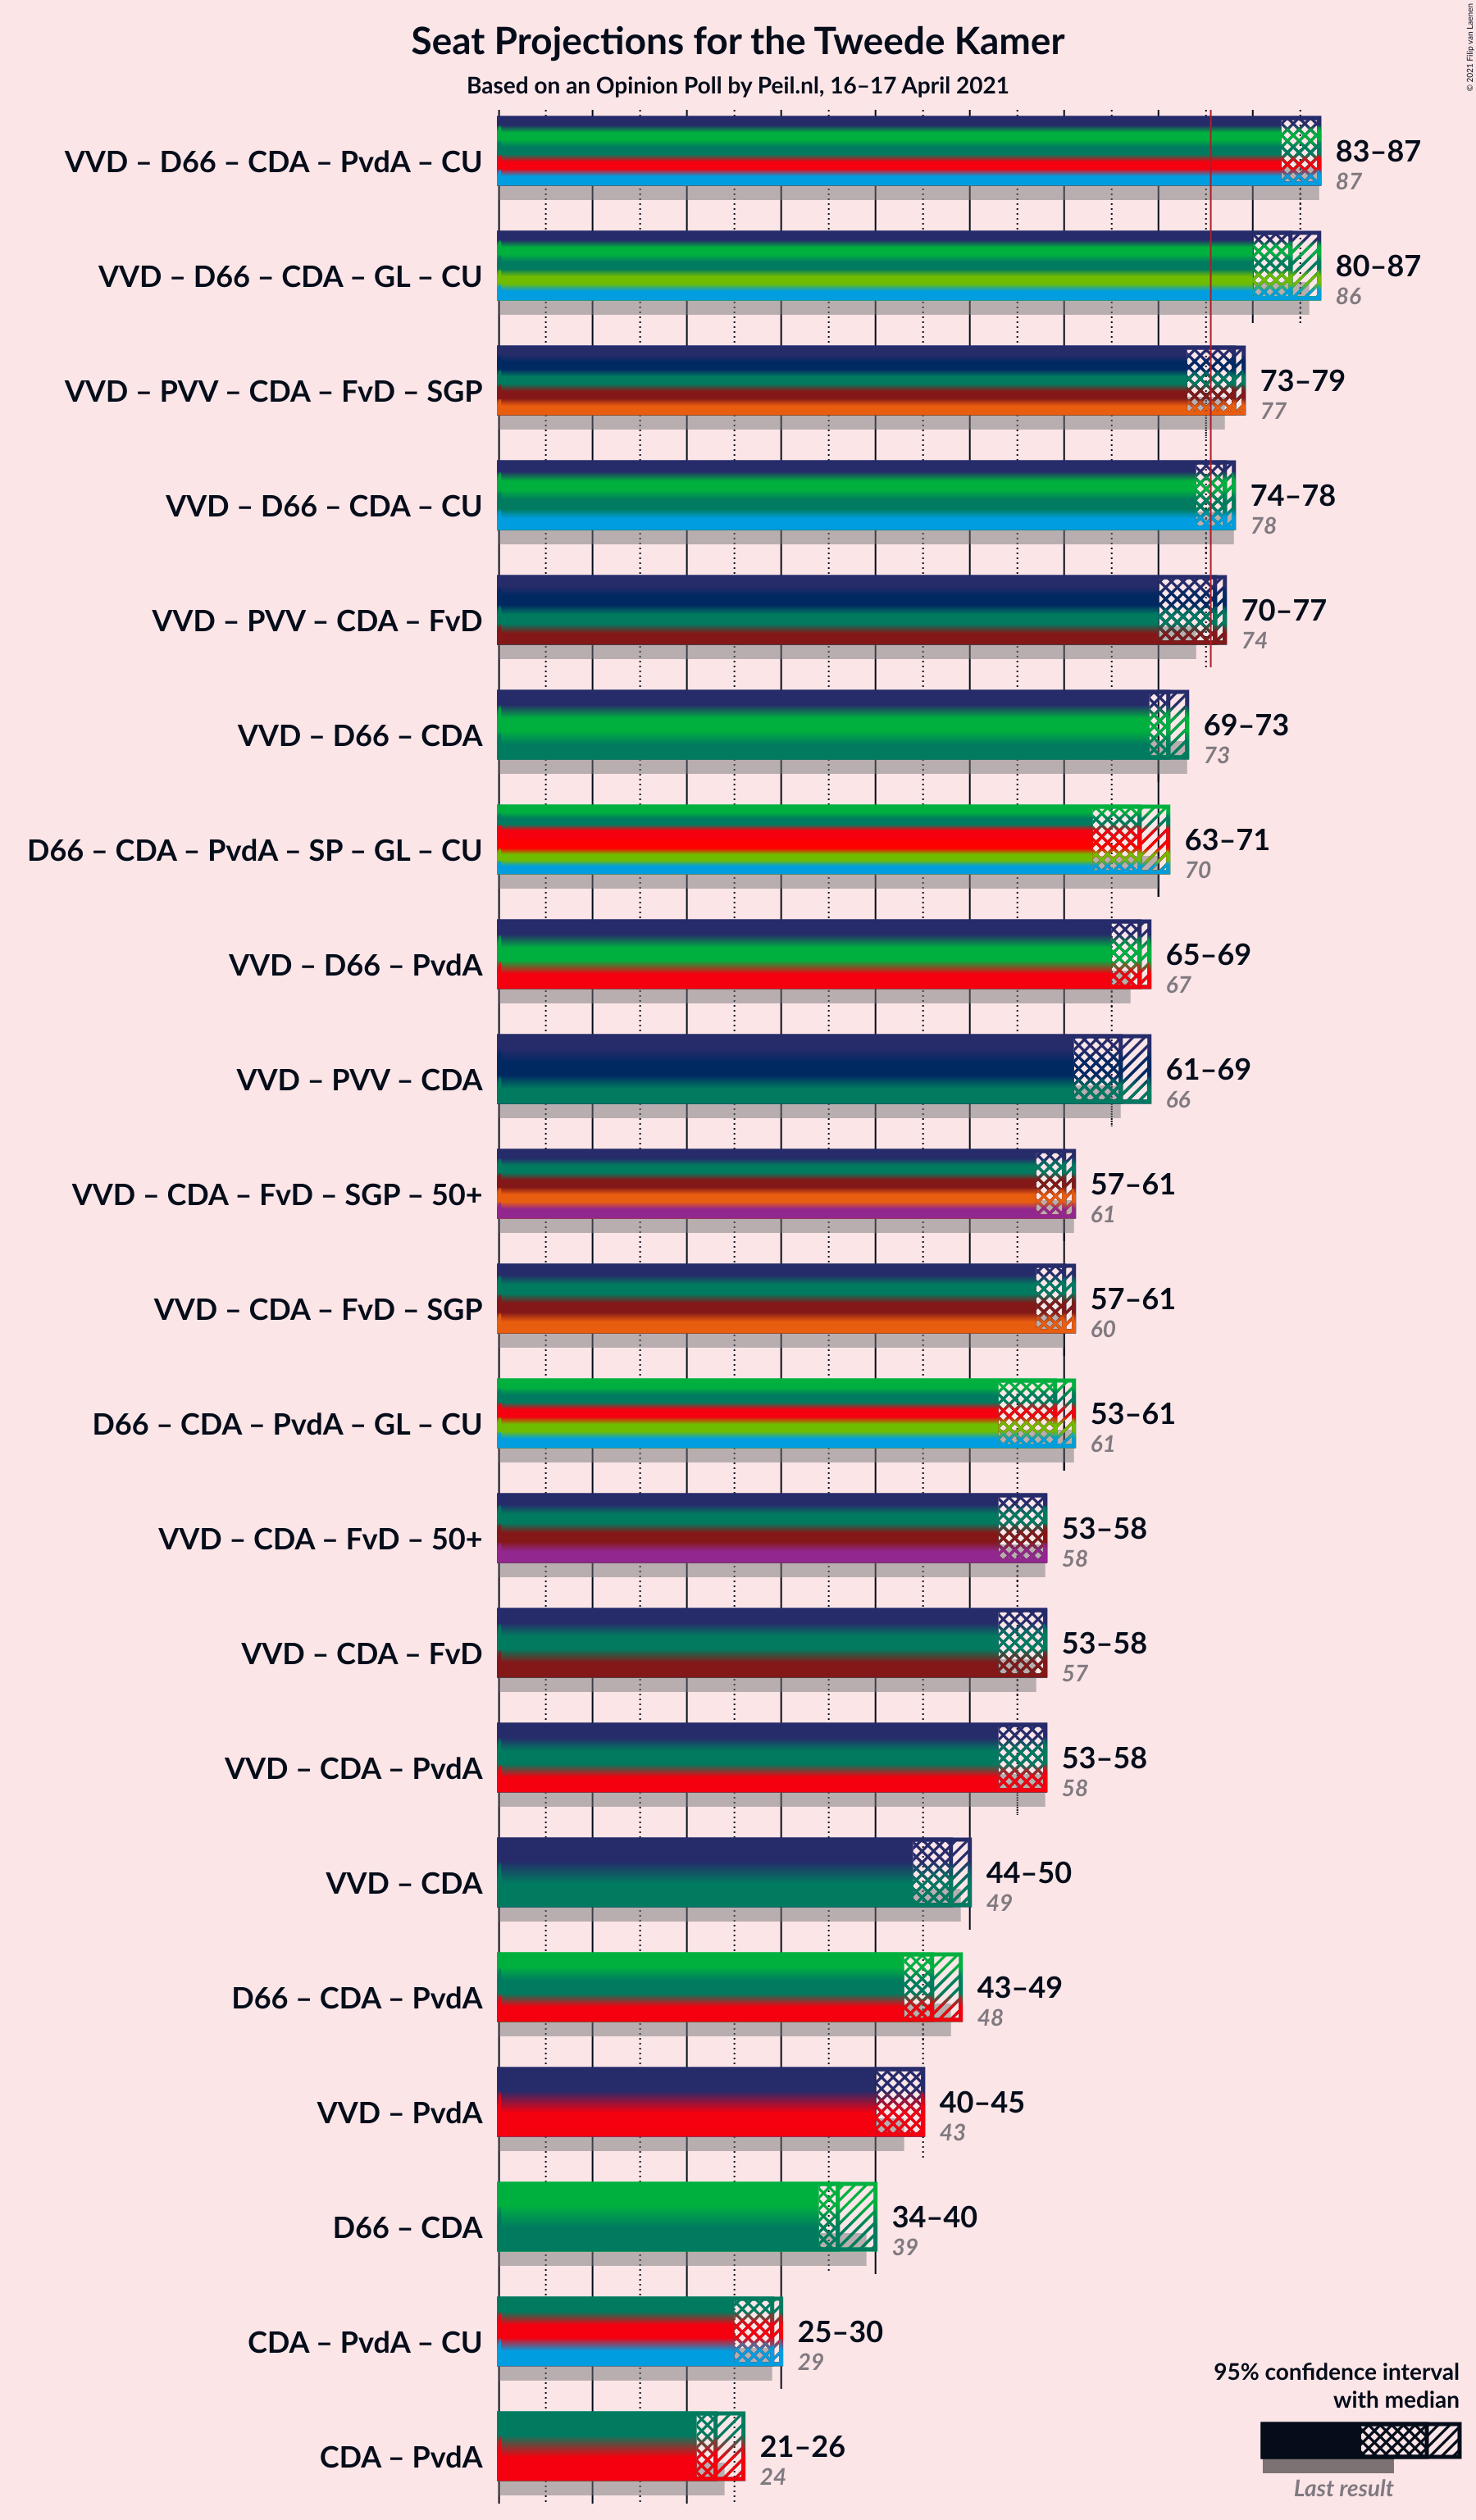 Seat Projections for the Tweede Kamer
Based on an Opinion Poll by Peil.nl, 16–17 April 2021
© 2021 Filip van Laenen
VVD – D66 – CDA – PvdA – CU
83–87
87
VVD – D66 – CDA – GL – CU
80–87
86
VVD – PVV – CDA – FvD – SGP
73–79
77
VVD – D66 – CDA – CU
74–78
78
VVD – PVV – CDA – FvD
70–77
74
VVD – D66 – CDA
69–73
73
D66 – CDA – PvdA – SP – GL – CU
63–71
70
VVD – D66 – PvdA
65–69
67
VVD – PVV – CDA
61–69
66
VVD – CDA – FvD – SGP – 50+
57–61
61
VVD – CDA – FvD – SGP
57–61
60
D66 – CDA – PvdA – GL – CU
53–61
61
VVD – CDA – FvD – 50+
53–58
58
VVD – CDA – FvD
53–58
57
VVD – CDA – PvdA
53–58
58
VVD – CDA
44–50
49
D66 – CDA – PvdA
43–49
48
VVD – PvdA
40–45
43
D66 – CDA
34–40
39
CDA – PvdA – CU
25–30
29
CDA – PvdA
21–26
24
95% confidence interval
with median
Last result